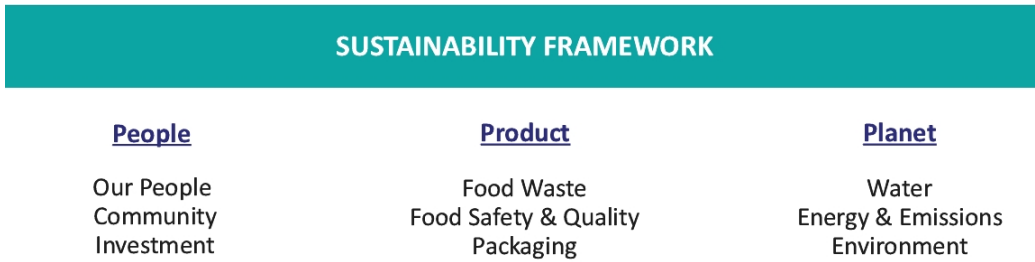 SUSTAINABILITY FRAMEWORK
People
Our People
Community
Investment
Product
Food Waste
Food Safety & Quality
Packaging
Planet
Water
Energy & Emissions
Environment